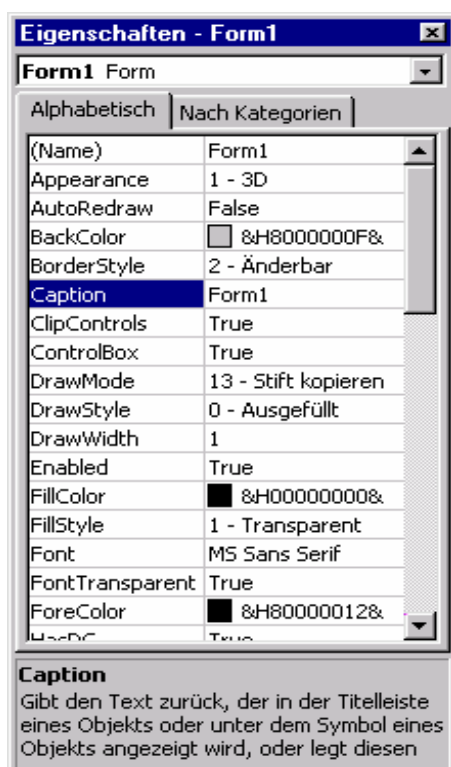 Eigenschaften - Form1
Form1 Form
Alphabetisch Nach Kategorien
(Name) Form1
Appearance 1 - 3D
AutoRedraw False
BackColor &H8000000F&
BorderStyle 2 - Änderbar
Caption Form1
ClipControls True
ControlBox True
DrawMode 13 - Stift kopieren
DrawStyle 0 - Ausgefüllt
DrawWidth 1
Enabled True
FillColor &H00000000&
FillStyle 1 - Transparent
Font MS Sans Serif
FontTransparent True
ForeColor &H80000012&
HasDC True
Caption
Gibt den Text zurück, der in der Titelleiste
eines Objekts oder unter dem Symbol eines
Objekts angezeigt wird, oder legt diesen